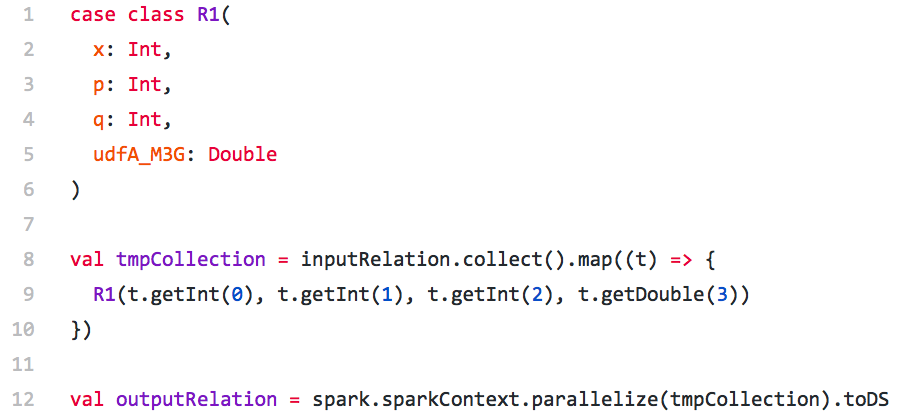 1 case class R1(
2   x: Int,
3   p: Int,
4   q: Int,
5   udfA_M3G: Double
6 )
7
8 val tmpCollection = inputRelation.collect().map((t) => {
9   R1(t.getInt(0), t.getInt(1), t.getInt(2), t.getDouble(3))
10 })
11
12 val outputRelation = spark.sparkContext.parallelize(tmpCollection).toDS